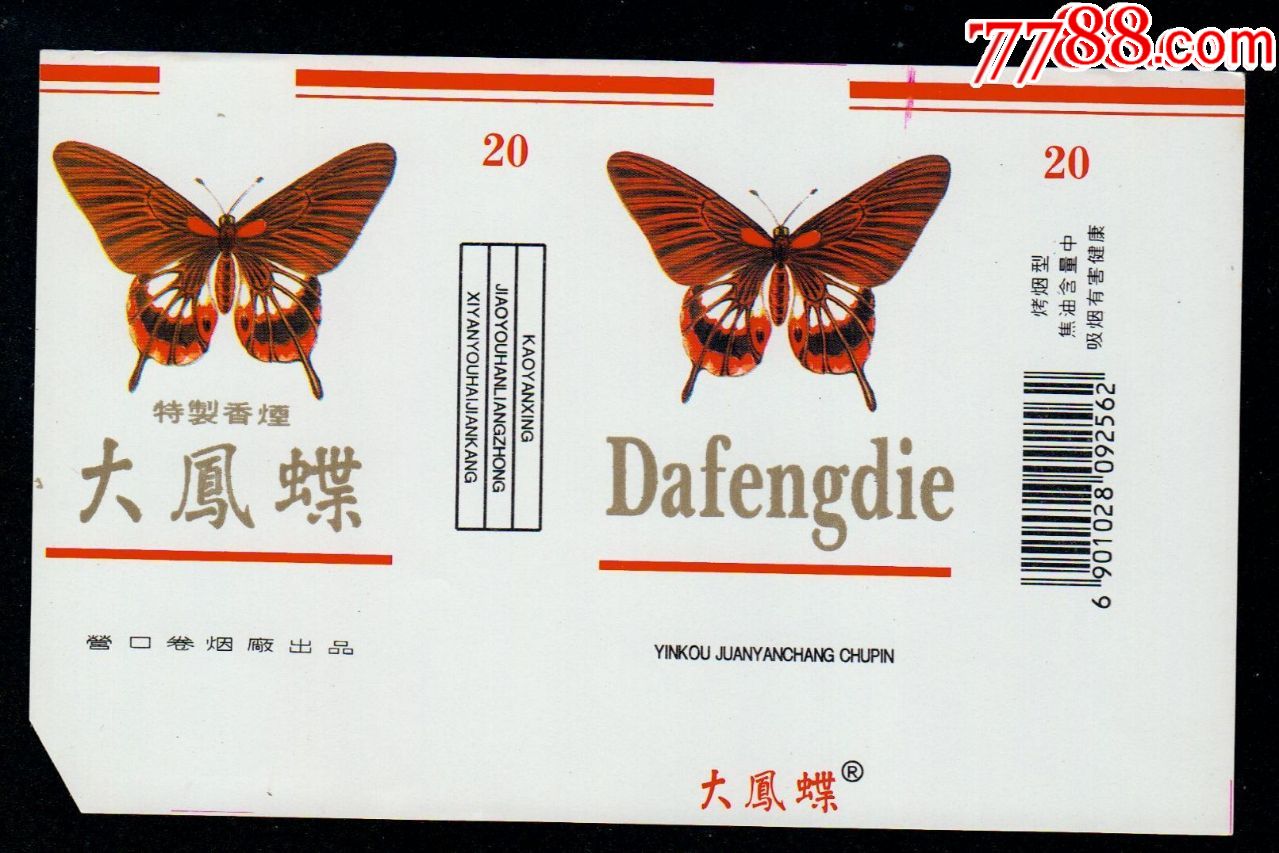 7788.com
20
20
特製香煙
大鳳蝶
營口卷烟廠出品
KAOYANXING
JIAOYOUHANLIANGZHONG
XIYANYOUHAIJIANKANG
Dafengdie
YINKOU JUANYANCHANG CHUPIN
大鳳蝶®
烤烟型
焦油含量中
吸烟有害健康
6 901028 092562